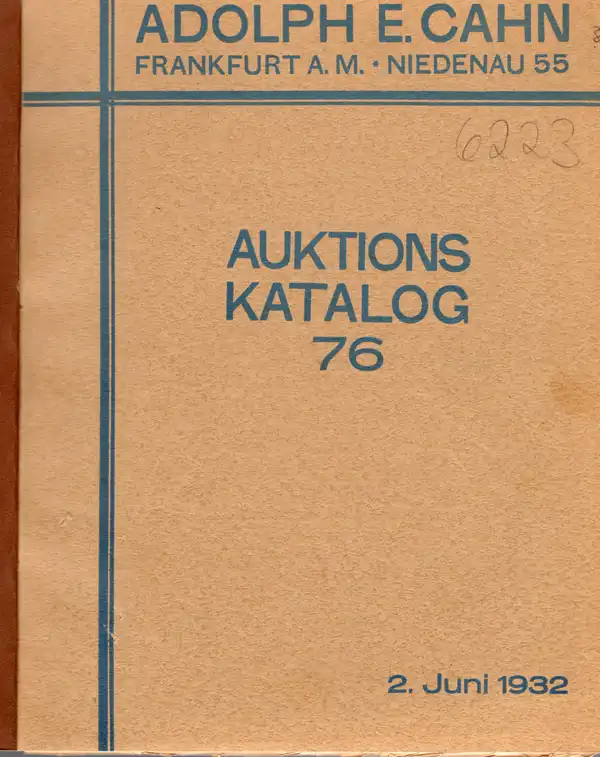 ADOLPH E. CAHN
FRANKFURT A. M. • NIEDENAU 55
6223
AUKTIONS
KATALOG
76
2. Juni 1932